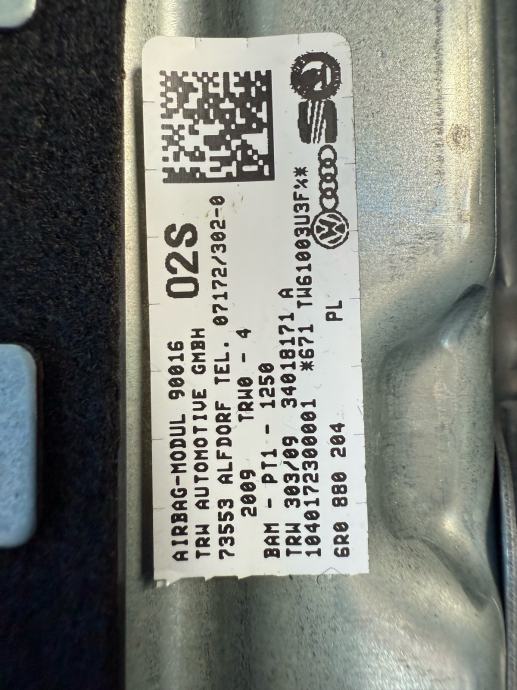 AIRBAG-MODUL 90016 02S
TRW AUTOMOTIVE GMBH
73553 ALFDORF TEL. 07172/302-0
2009 TRW0 - 4
BAM - PT1 - 1250
TRW 303/09 34018171 A
1040172300001 *671 TW61003U3F%*
6R0 880 204 PL